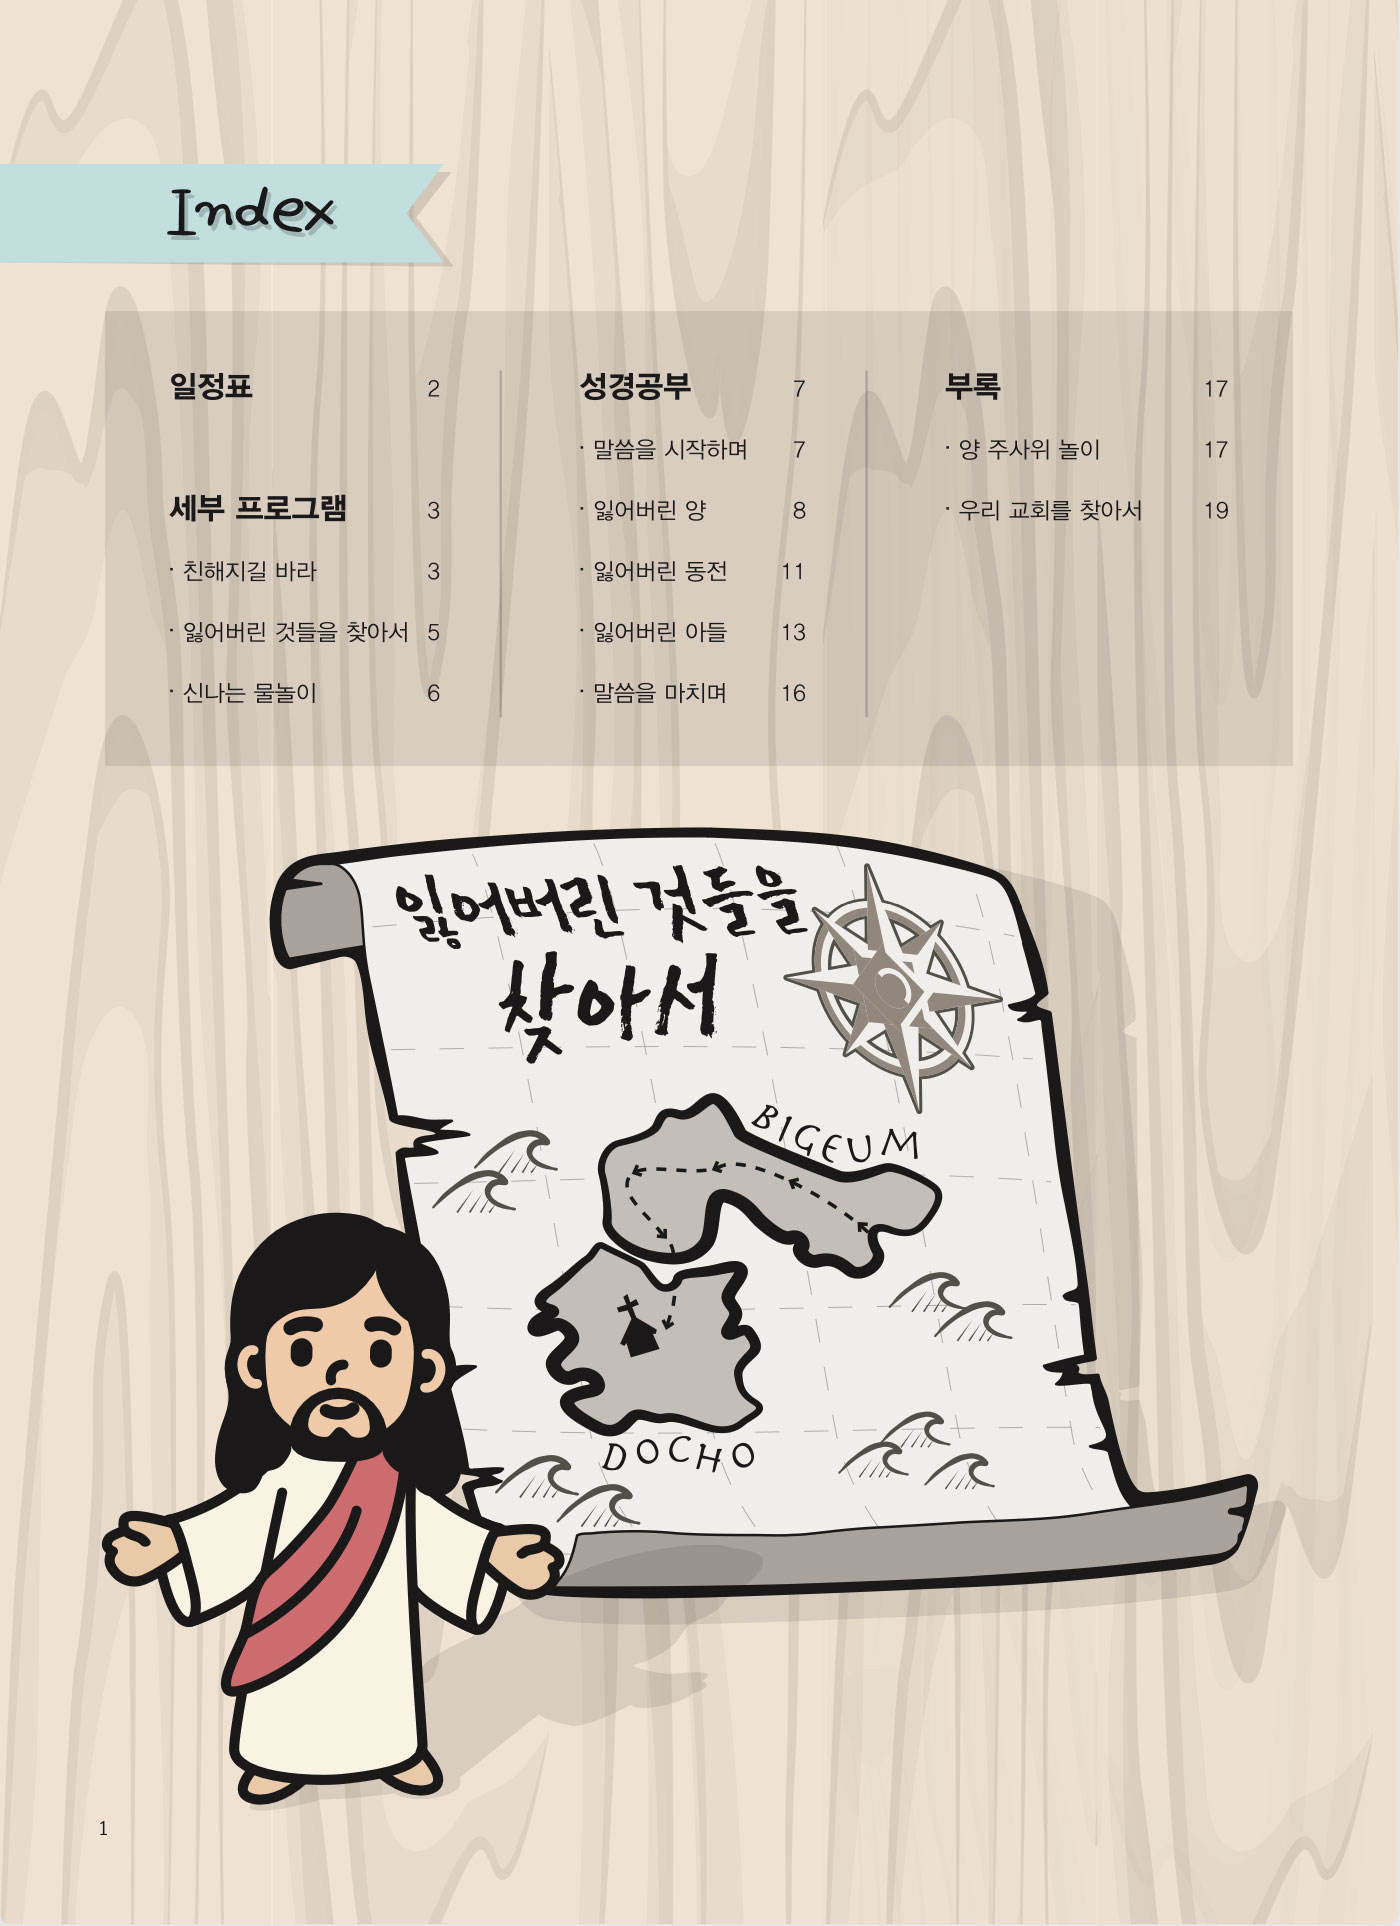 Index
일정표 2
세부 프로그램 3
· 친해지길 바라 3
· 잃어버린 것들을 찾아서 5
· 신나는 물놀이 6
성경공부 7
· 말씀을 시작하며 7
· 잃어버린 양 8
· 잃어버린 동전 11
· 잃어버린 아들 13
· 말씀을 마치며 16
부록 17
· 양 주사위 놀이 17
· 우리 교회를 찾아서 19
잃어버린 것들을
찾아서
BIGEUM
DOCHO
1